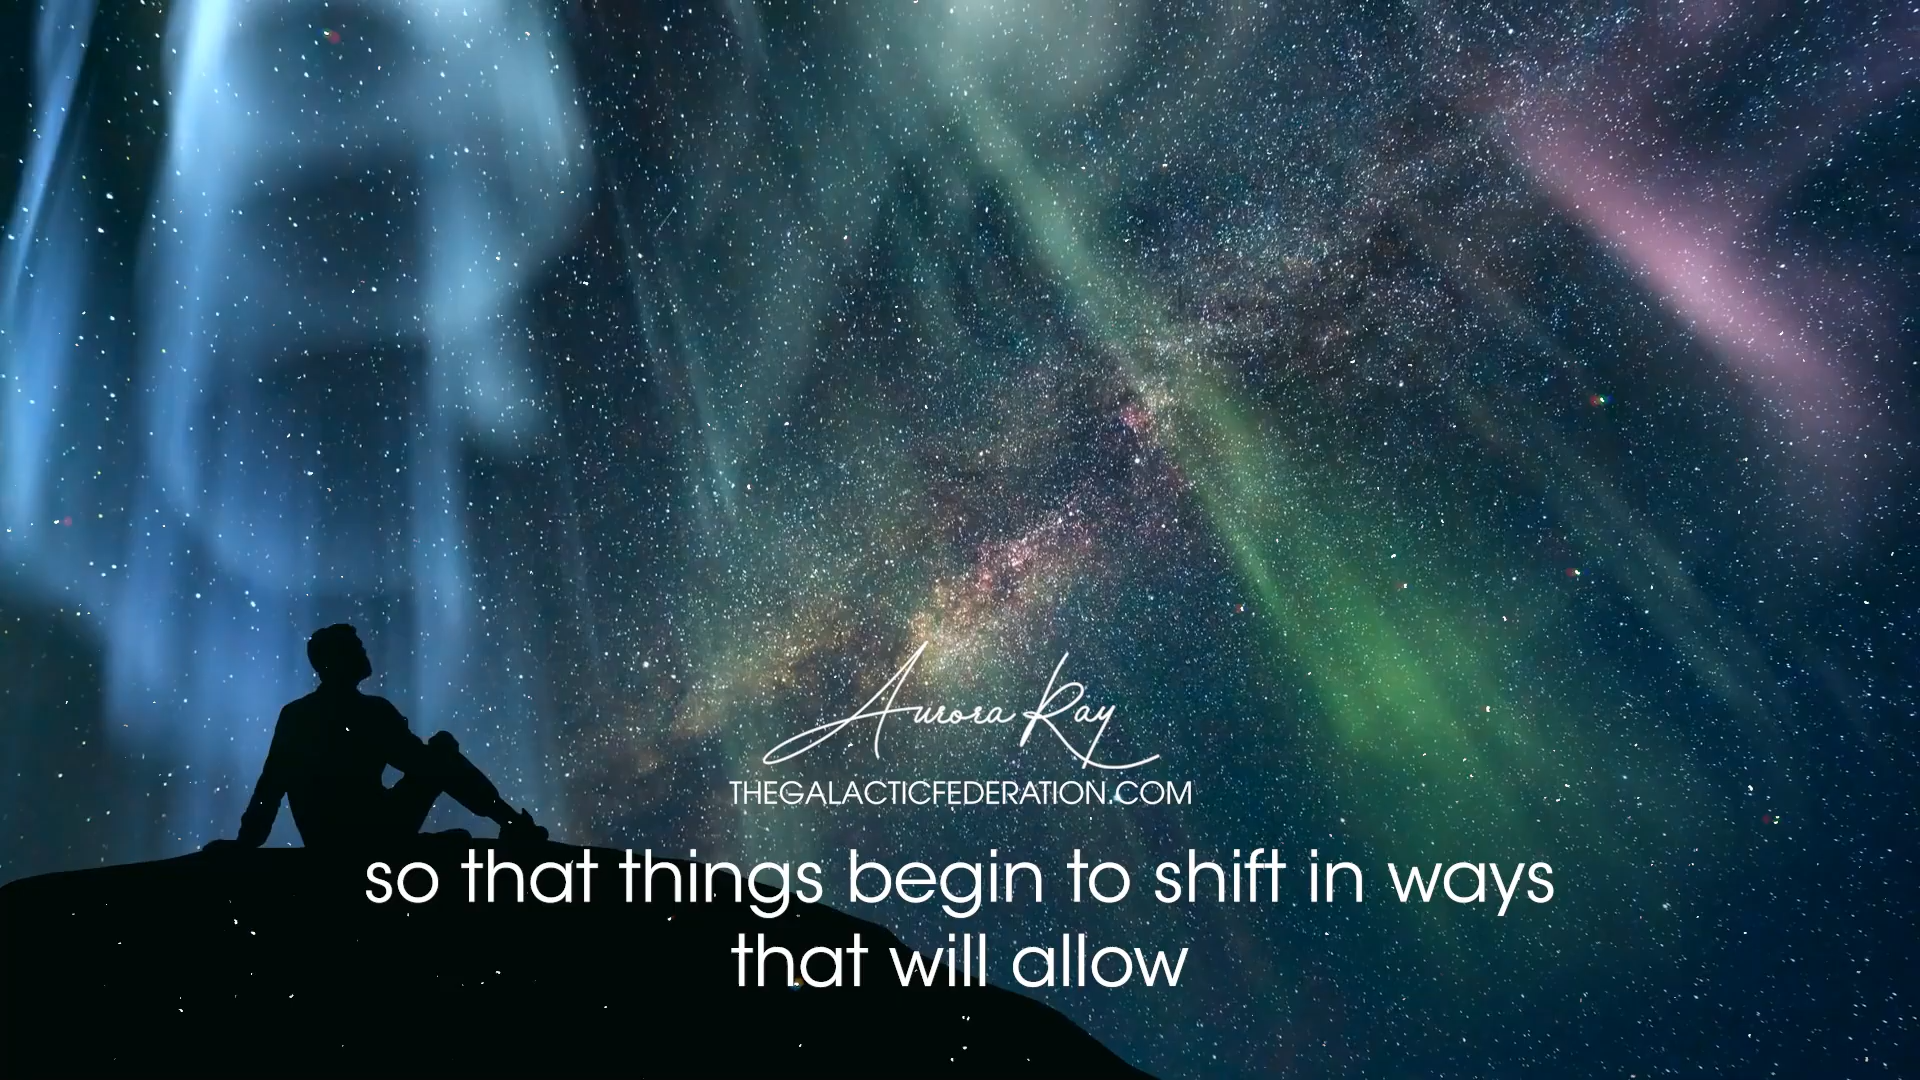 Aurora Ray
THEGALACTICFEDERATION.COM
so that things begin to shift in ways
that will allow